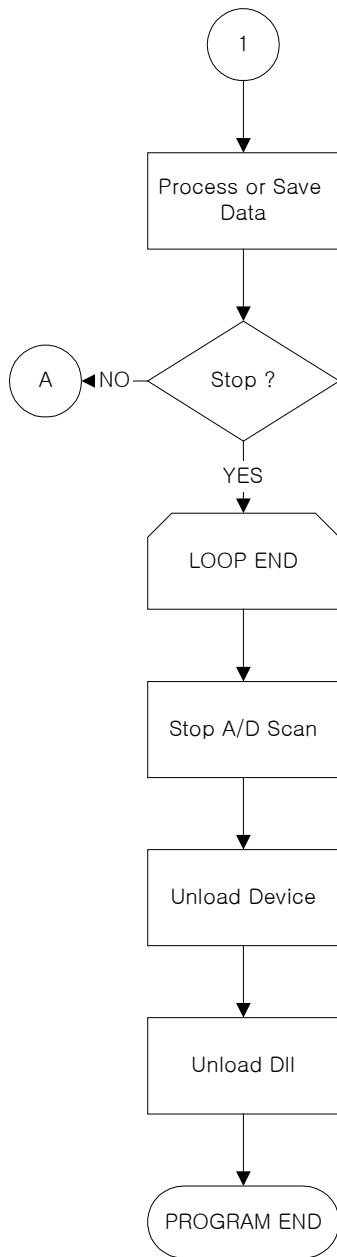 1
Process or Save
Data
Stop ?
NO
A
YES
LOOP END
Stop A/D Scan
Unload Device
Unload Dll
PROGRAM END